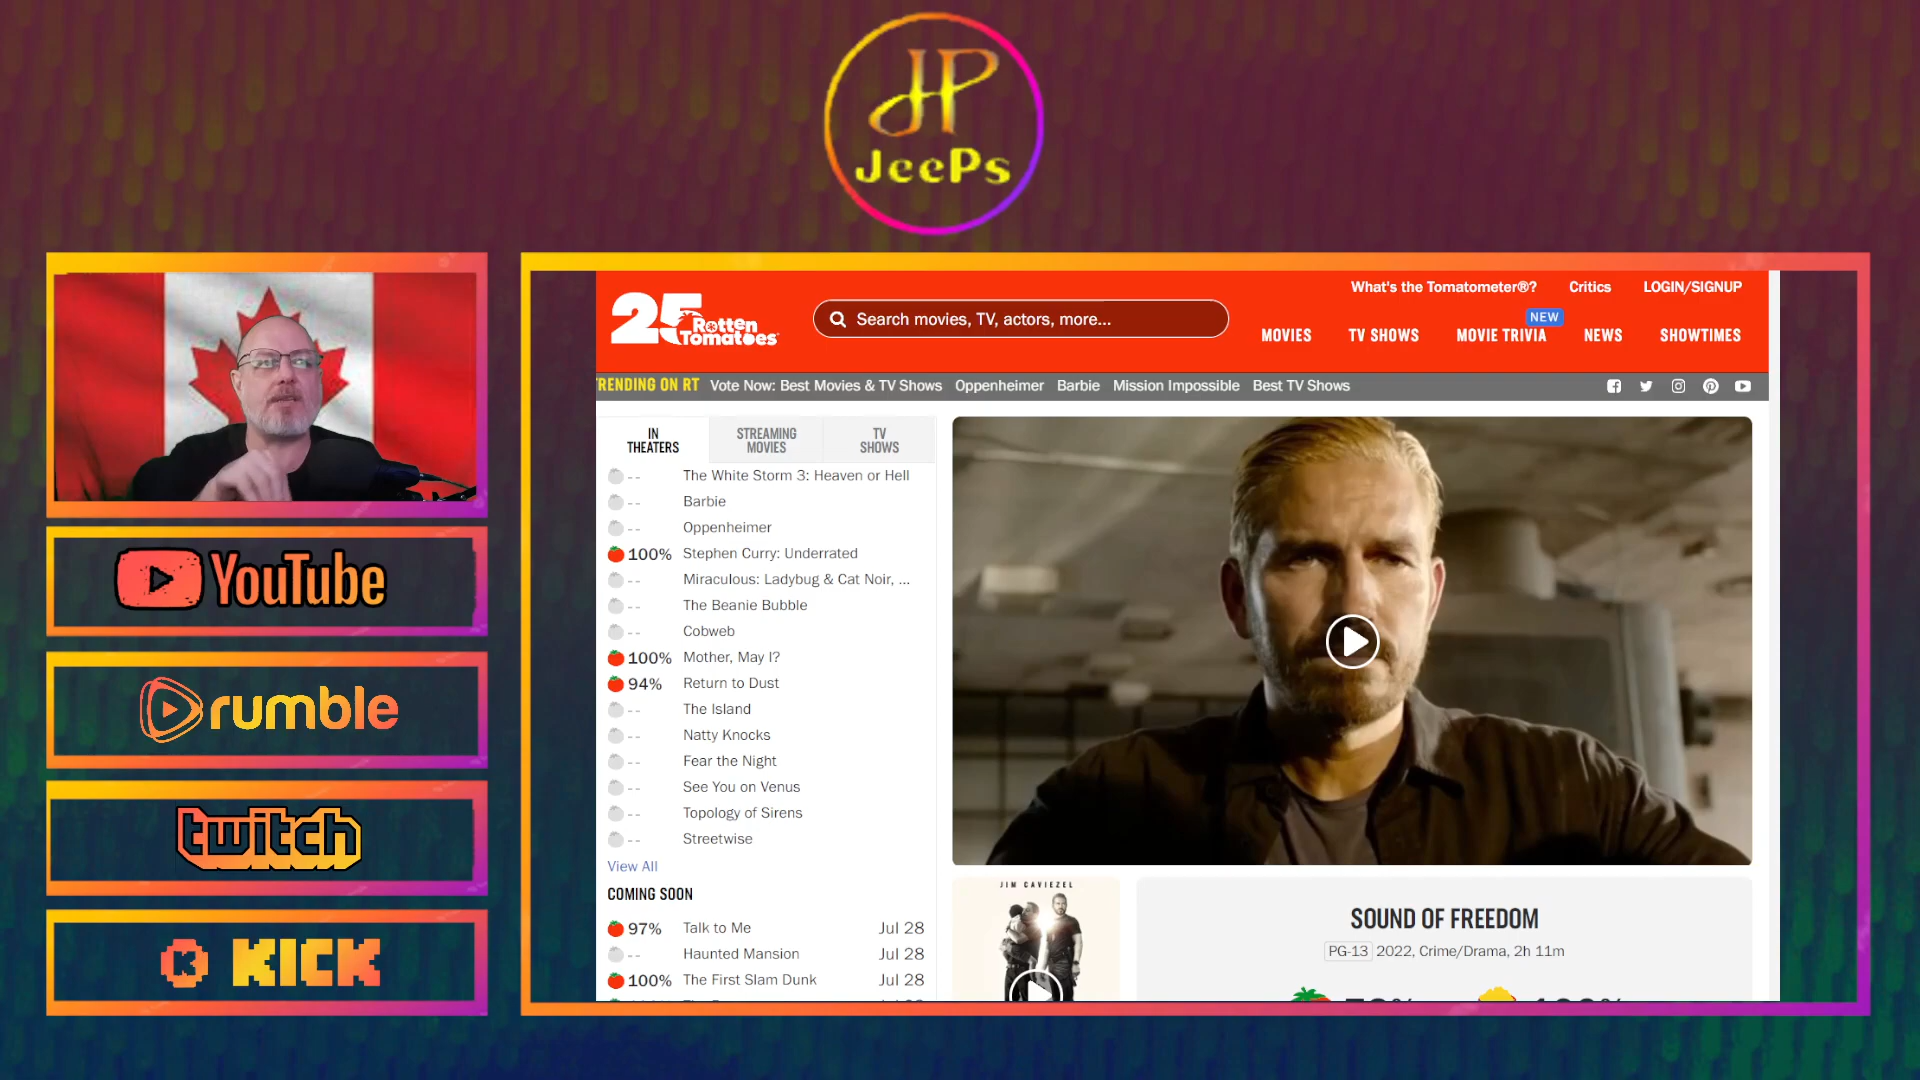 JP
JeePs
YouTube
rumble
twitch
KICK
What's the Tomatometer®?
Critics
LOGIN/SIGNUP
25 Rotten
Tomatoes
Search movies, TV, actors, more...
NEW
MOVIES
TV SHOWS
MOVIE TRIVIA
NEWS
SHOWTIMES
TRENDING ON RT
Vote Now: Best Movies & TV Shows
Oppenheimer
Barbie
Mission Impossible
Best TV Shows
IN
THEATERS
STREAMING
MOVIES
TV
SHOWS
- - The White Storm 3: Heaven or Hell
- - Barbie
- - Oppenheimer
100% Stephen Curry: Underrated
- - Miraculous: Ladybug & Cat Noir, ...
- - The Beanie Bubble
- - Cobweb
100% Mother, May I?
94% Return to Dust
- - The Island
- - Natty Knocks
- - Fear the Night
- - See You on Venus
- - Topology of Sirens
- - Streetwise
View All
COMING SOON
97% Talk to Me Jul 28
- - Haunted Mansion Jul 28
100% The First Slam Dunk Jul 28
JIM CAVIEZEL
SOUND OF FREEDOM
PG-13 2022, Crime/Drama, 2h 11m